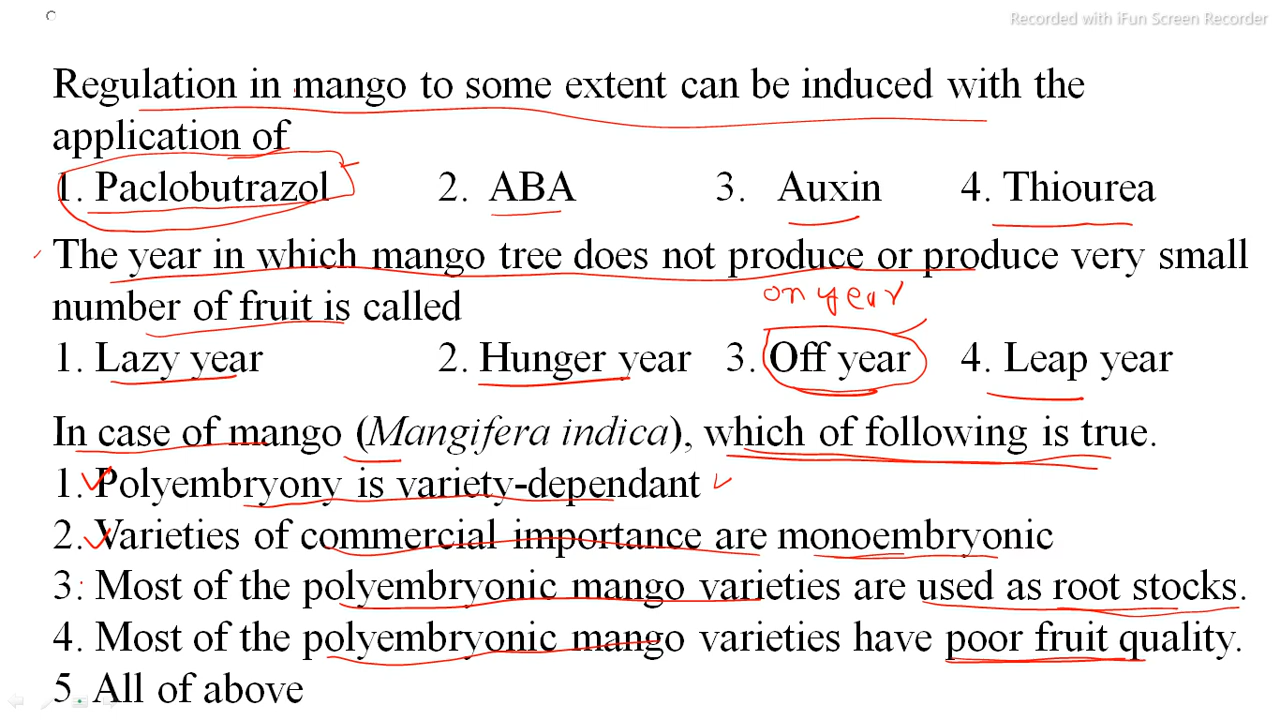 Recorded with iFun Screen Recorder
Regulation in mango to some extent can be induced with the
application of
1. Paclobutrazol 2. ABA 3. Auxin 4. Thiourea
The year in which mango tree does not produce or produce very small
on year
number of fruit is called
1. Lazy year 2. Hunger year 3. Off year 4. Leap year
In case of mango (Mangifera indica), which of following is true.
1. Polyembryony is variety-dependant
2. Varieties of commercial importance are monoembryonic
3. Most of the polyembryonic mango varieties are used as root stocks.
4. Most of the polyembryonic mango varieties have poor fruit quality.
5. All of above